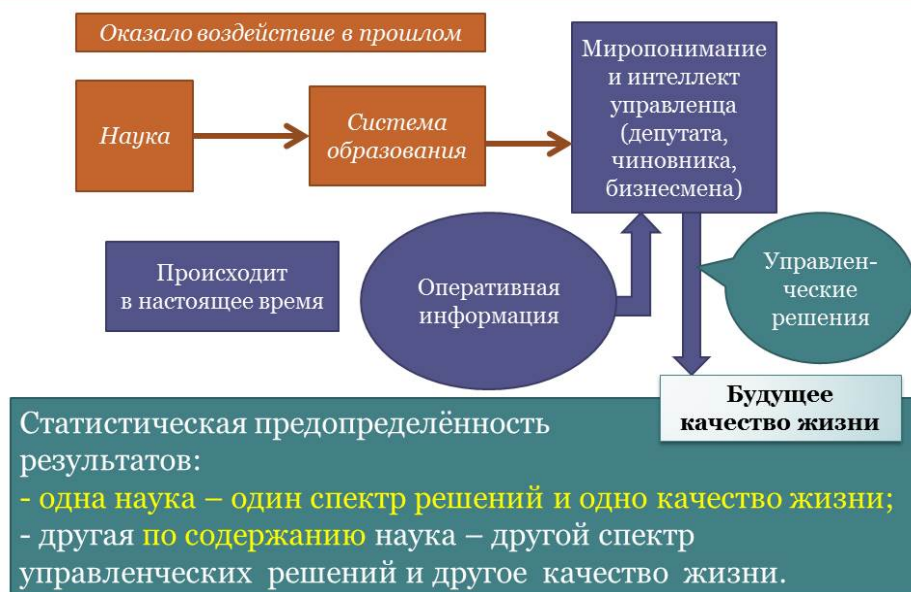 Оказало воздействие в прошлом
Наука
Система
образования
Миропонимание
и интеллект
управленца
(депутата,
чиновника,
бизнесмена)
Происходит
в настоящее время
Оперативная
информация
Управлен-
ческие
решения
Будущее
качество жизни
Статистическая предопределённость
результатов:
- одна наука – один спектр решений и одно качество жизни;
- другая по содержанию наука – другой спектр
управленческих решений и другое качество жизни.